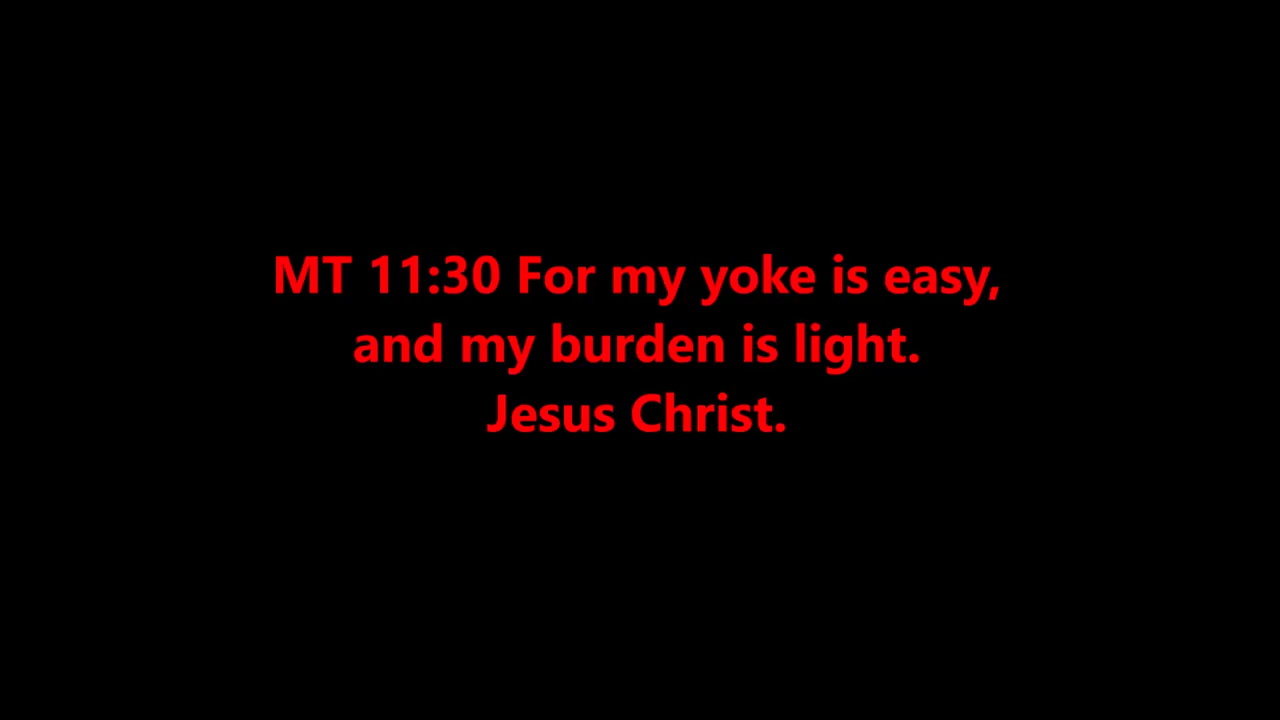 MT 11:30 For my yoke is easy,
and my burden is light.
Jesus Christ.